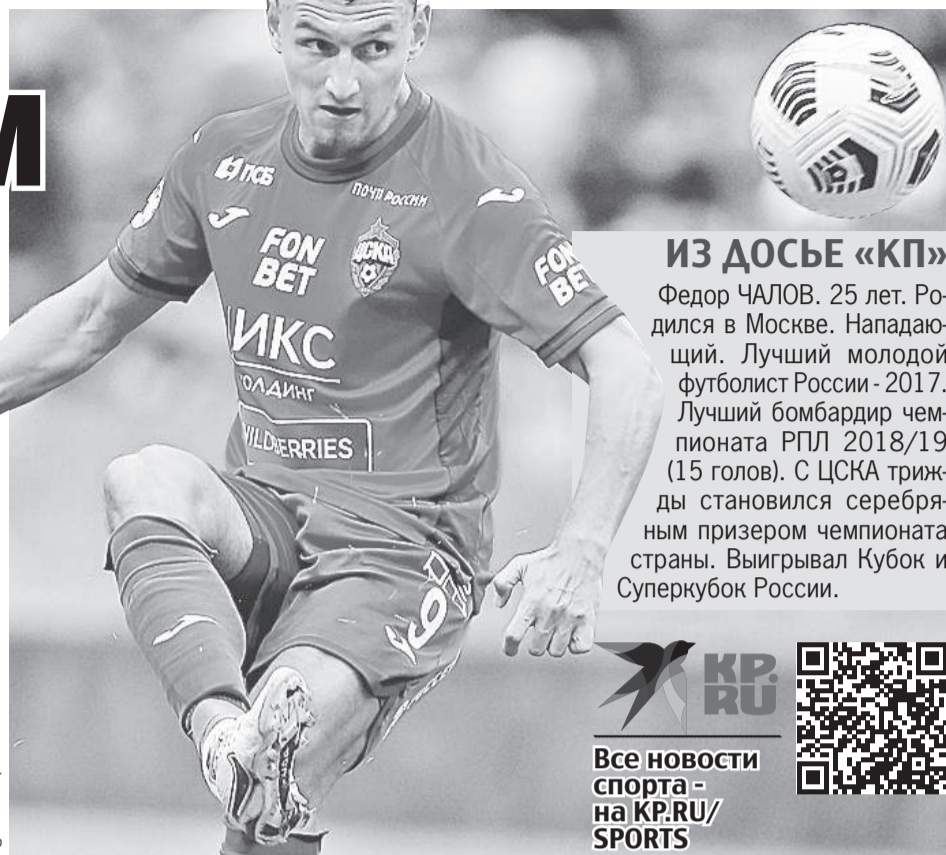 М
ПСБ
ПОЧТА РОССИИ
FON
BET
ЦСКА
FON
BET
ИКС
ОЛДИНГ
WILDBERRIES
9
ИЗ ДОСЬЕ «КП»
Федор ЧАЛОВ. 25 лет. Ро-
дился в Москве. Нападаю-
щий. Лучший молодой
футболист России - 2017.
Лучший бомбардир чем-
пионата РПЛ 2018/19
(15 голов). С ЦСКА триж-
ды становился серебря-
ным призером чемпионата
страны. Выигрывал Кубок и
Суперкубок России.
KP.
RU
Все новости
спорта -
на KP.RU/
SPORTS